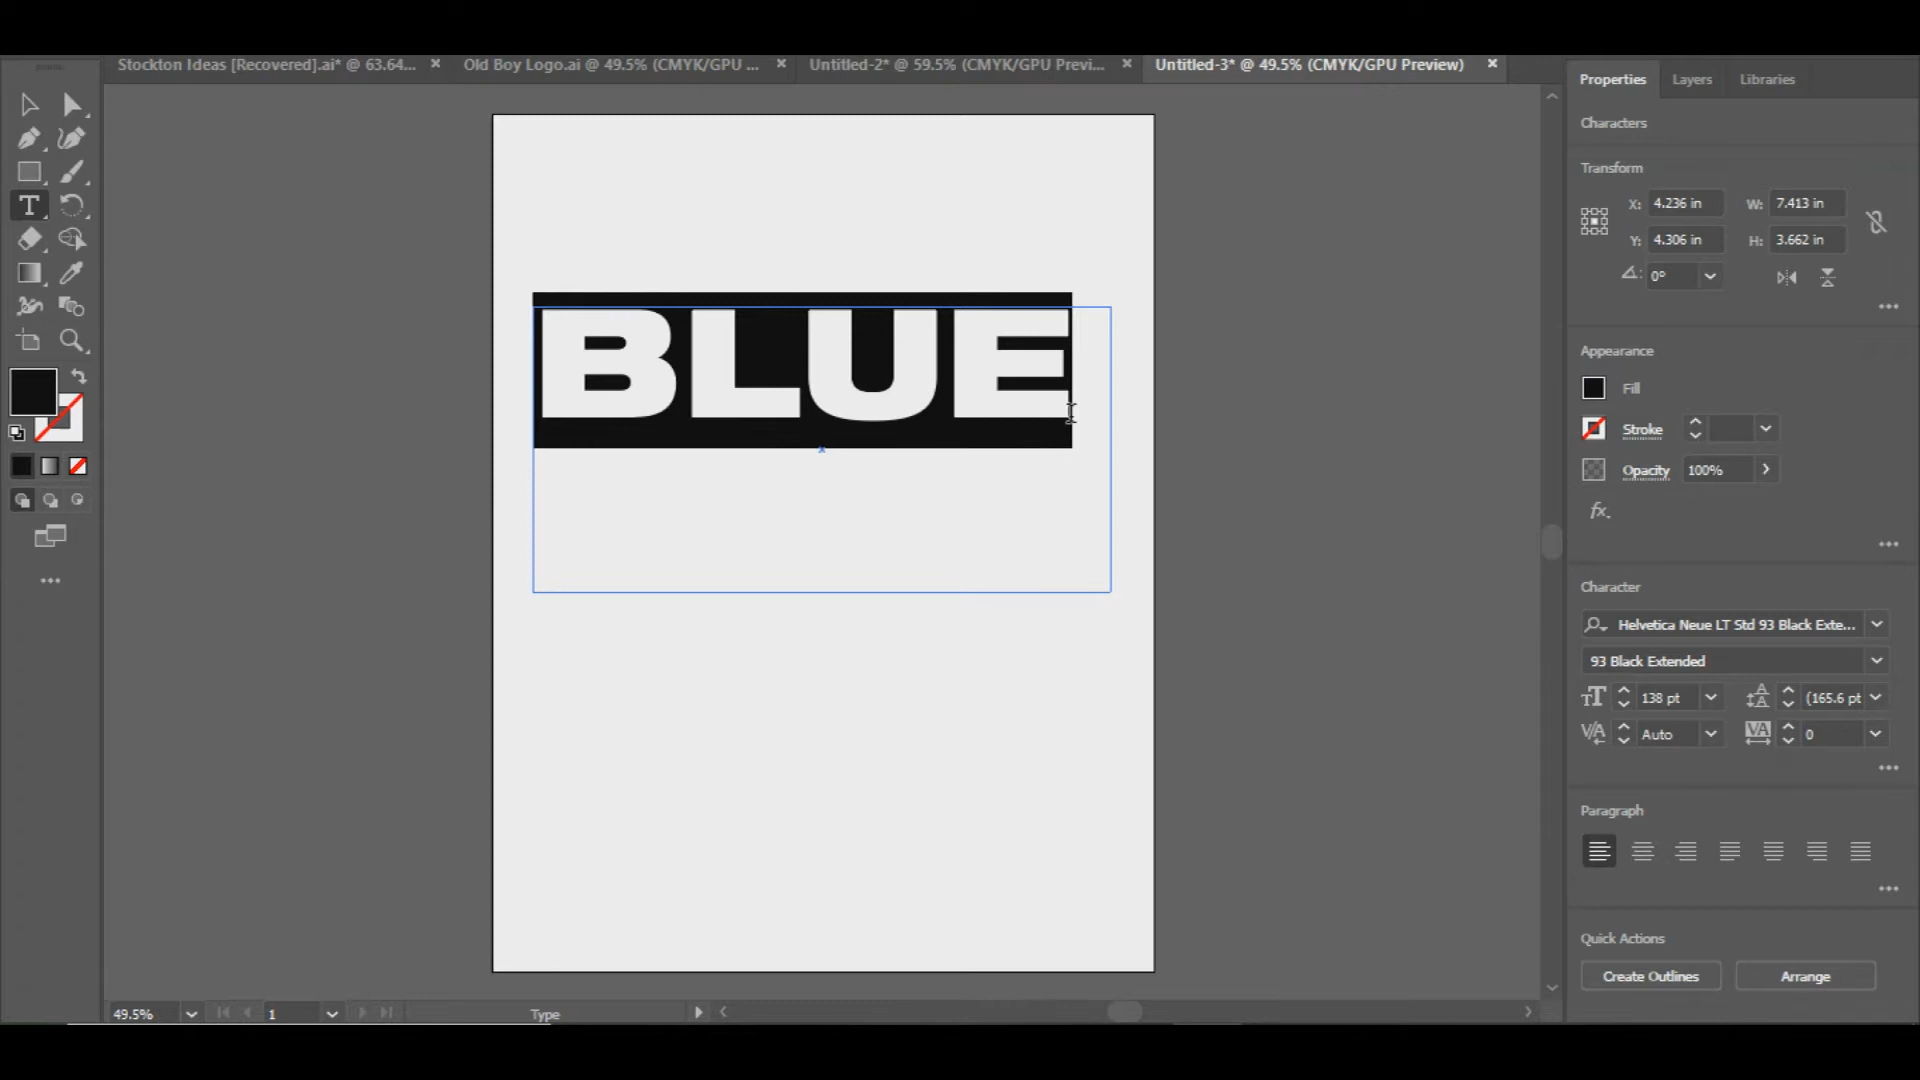 Stockton Ideas [Recovered].ai* @ 63.64...
Old Boy Logo.ai @ 49.5% (CMYK/GPU ...
Untitled-2* @ 59.5% (CMYK/GPU Previ...
Untitled-3* @ 49.5% (CMYK/GPU Preview)
Properties
Layers
Libraries
Characters
Transform
X: 4.236 in
W: 7.413 in
Y: 4.306 in
H: 3.662 in
0°
BLUE
Appearance
Fill
Stroke
Opacity
100%
fx
Character
Helvetica Neue LT Std 93 Black Exte...
93 Black Extended
138 pt
(165.6 pt
Auto
0
Paragraph
Quick Actions
Create Outlines
Arrange
49.5%
1
Type